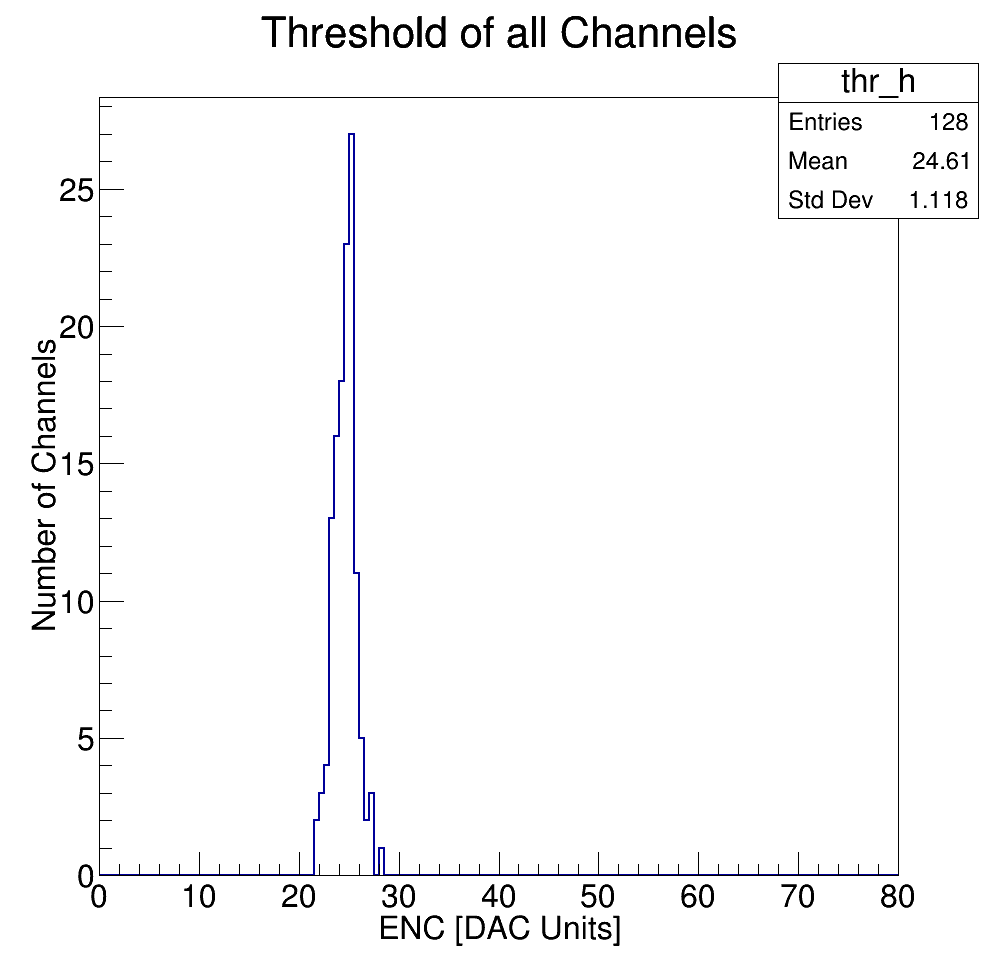 Threshold of all Channels
thr_h
Entries 128
Mean 24.61
Std Dev 1.118
Number of Channels
25
20
15
10
5
0
0 10 20 30 40 50 60 70 80
ENC [DAC Units]